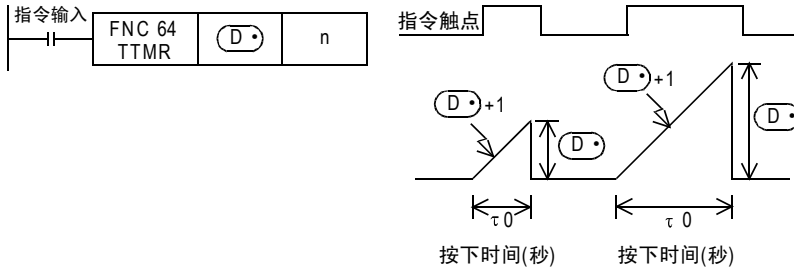 指令输入
FNC 64
TTMR
D •
n
指令触点
D • +1
D •
D • +1
D •
τ0
τ 0
按下时间(秒)
按下时间(秒)